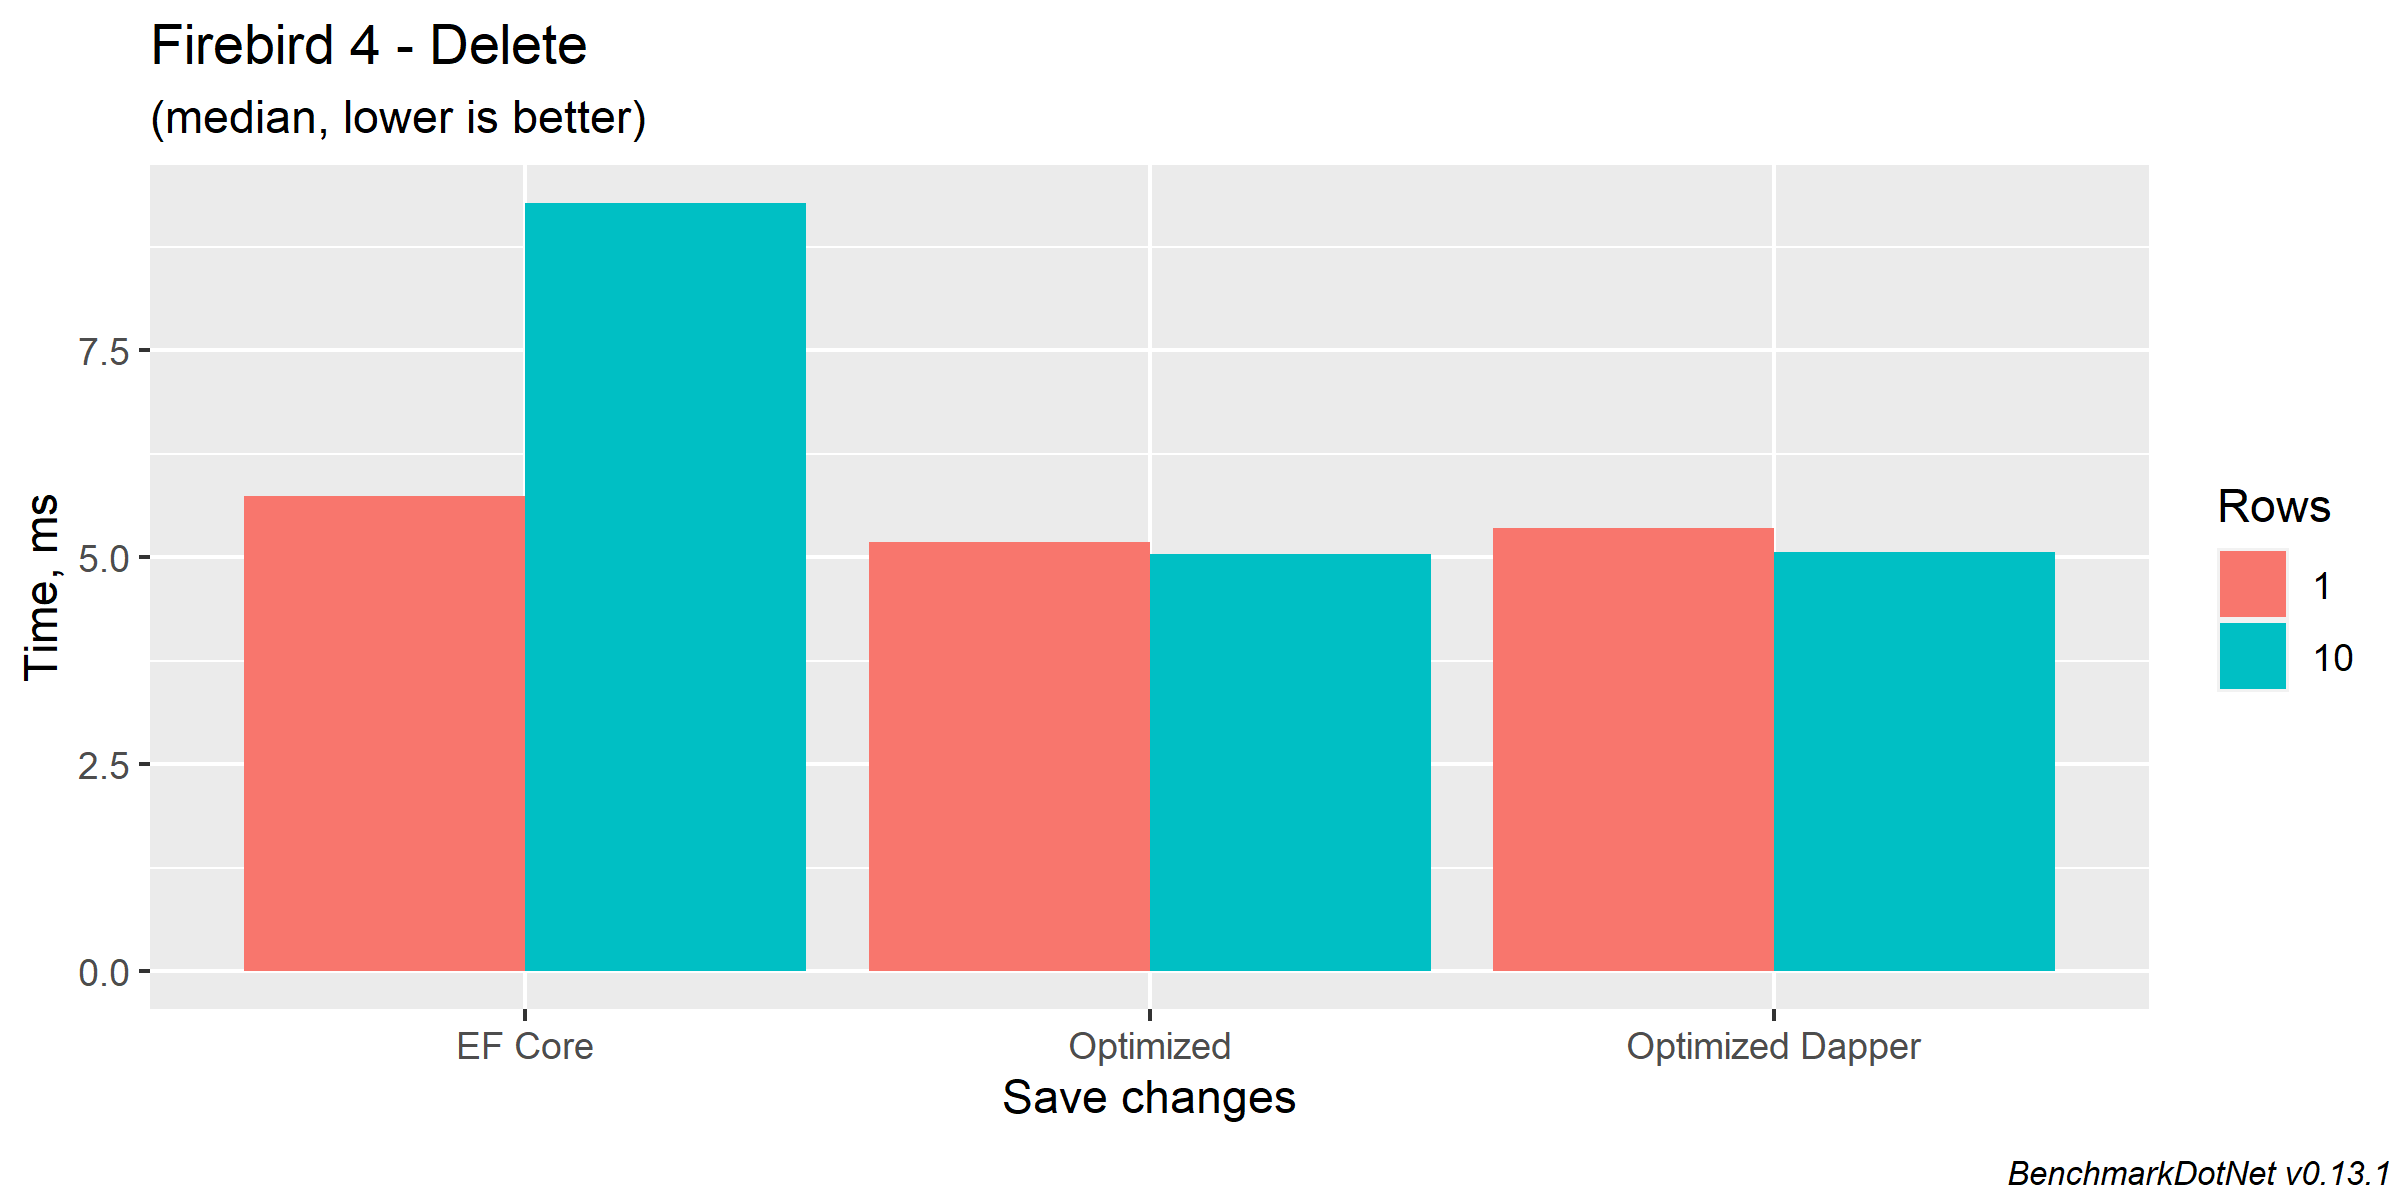 Firebird 4 - Delete
(median, lower is better)
Time, ms
7.5
5.0
2.5
0.0
EF Core
Optimized
Optimized Dapper
Save changes
Rows
1
10
BenchmarkDotNet v0.13.1